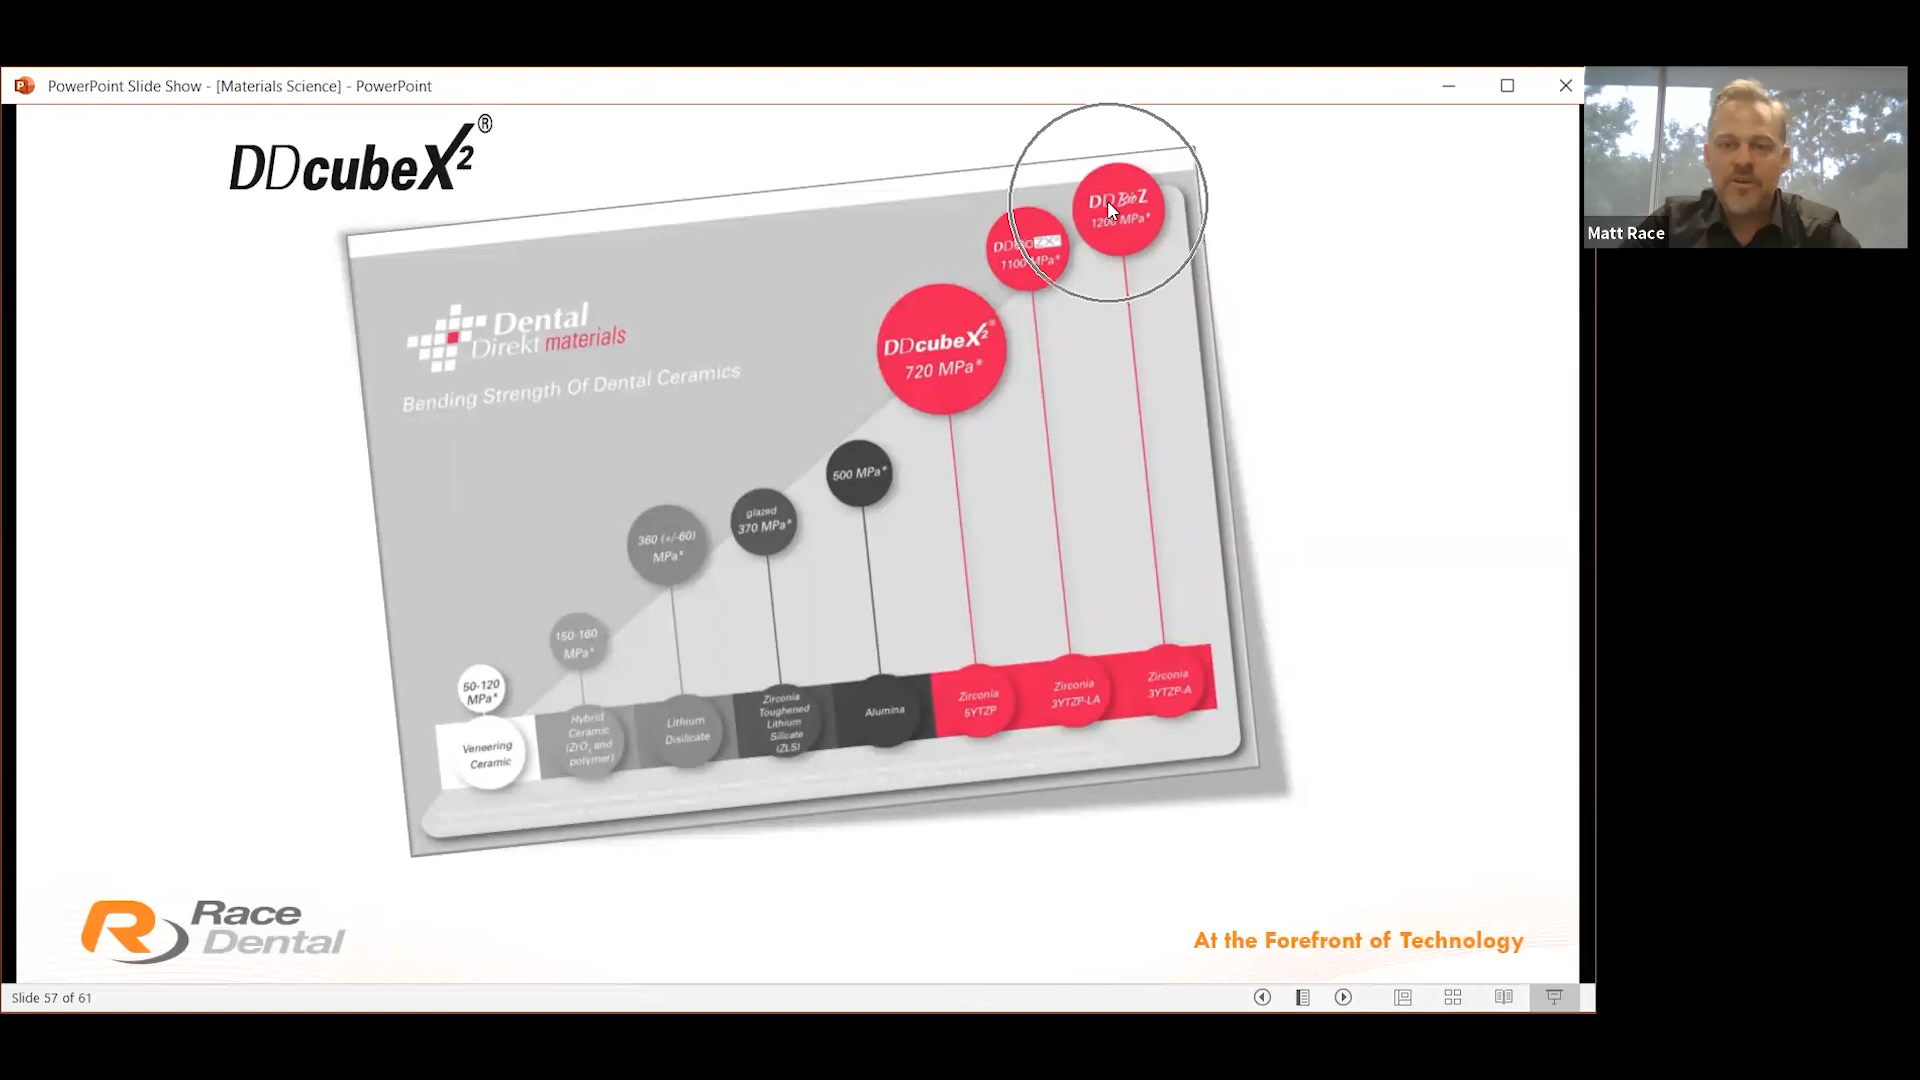 PowerPoint Slide Show - [Materials Science] - PowerPoint
DDcubeX²®
DD BioZ
1200 MPa*
ZX²
1100 MPa*
DDcubeX²®
720 MPa*
Dental
Direkt materials
Bending Strength Of Dental Ceramics
500 MPa*
glazed
370 MPa*
360 (+/-60)
MPa*
150-160
MPa*
50-120
MPa*
Veneering
Ceramic
Hybrid
Ceramic
(ZrO₂ and
polymer)
Lithium
Disilicate
Zirconia
Toughened
Lithium
Silicate
(ZLS)
Alumina
Zirconia
5YTZP
Zirconia
3YTZP-LA
Zirconia
3YTZP-A
Race
Dental
At the Forefront of Technology
Slide 57 of 61
Matt Race